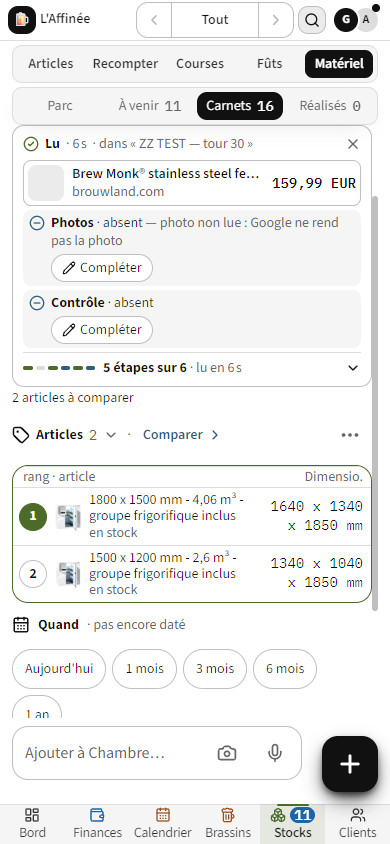 L'Affinée
Tout
G
A
Articles Recompter Courses Fûts Matériel
Parc À venir 11 Carnets 16 Réalisés 0
Lu · 6 s · dans « ZZ TEST — tour 30 »
Brew Monk® stainless steel fe…
brouwland.com
159,99 EUR
Photos · absent — photo non lue : Google ne rend
pas la photo
Compléter
Contrôle · absent
Compléter
5 étapes sur 6 · lu en 6 s
2 articles à comparer
Articles 2 · Comparer
rang · article Dimensio.
1
1800 x 1500 mm - 4,06 m³ -
groupe frigorifique inclus
en stock
1640 x 1340
x 1850 mm
2
1500 x 1200 mm - 2,6 m³ -
groupe frigorifique inclus
en stock
1340 x 1040
x 1850 mm
Quand · pas encore daté
Aujourd'hui 1 mois 3 mois 6 mois
1 an
Ajouter à Chambre…
11
Bord Finances Calendrier Brassins Stocks Clients